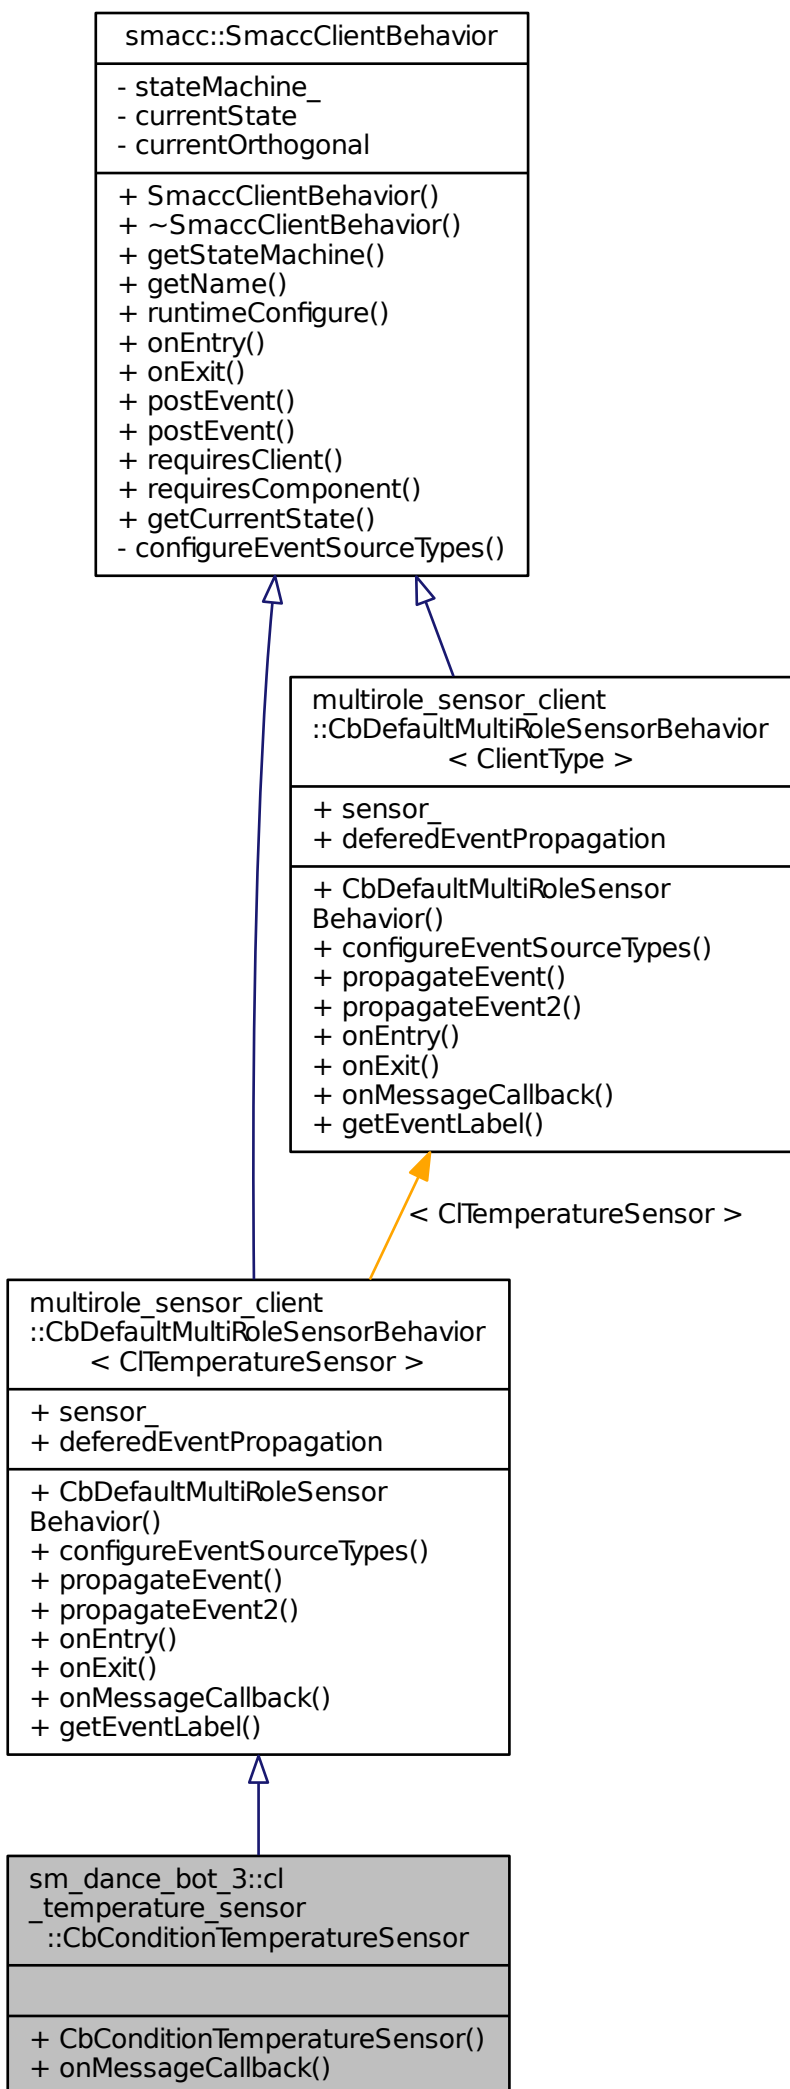 smacc::SmaccClientBehavior
- stateMachine_
- currentState
- currentOrthogonal
+ SmaccClientBehavior()
+ ~SmaccClientBehavior()
+ getStateMachine()
+ getName()
+ runtimeConfigure()
+ onEntry()
+ onExit()
+ postEvent()
+ postEvent()
+ requiresClient()
+ requiresComponent()
+ getCurrentState()
- configureEventSourceTypes()
multirole_sensor_client
::CbDefaultMultiRoleSensorBehavior
< ClientType >
+ sensor_
+ deferedEventPropagation
+ CbDefaultMultiRoleSensor
Behavior()
+ configureEventSourceTypes()
+ propagateEvent()
+ propagateEvent2()
+ onEntry()
+ onExit()
+ onMessageCallback()
+ getEventLabel()
< ClTemperatureSensor >
multirole_sensor_client
::CbDefaultMultiRoleSensorBehavior
< ClTemperatureSensor >
+ sensor_
+ deferedEventPropagation
+ CbDefaultMultiRoleSensor
Behavior()
+ configureEventSourceTypes()
+ propagateEvent()
+ propagateEvent2()
+ onEntry()
+ onExit()
+ onMessageCallback()
+ getEventLabel()
sm_dance_bot_3::cl
_temperature_sensor
::CbConditionTemperatureSensor
+ CbConditionTemperatureSensor()
+ onMessageCallback()